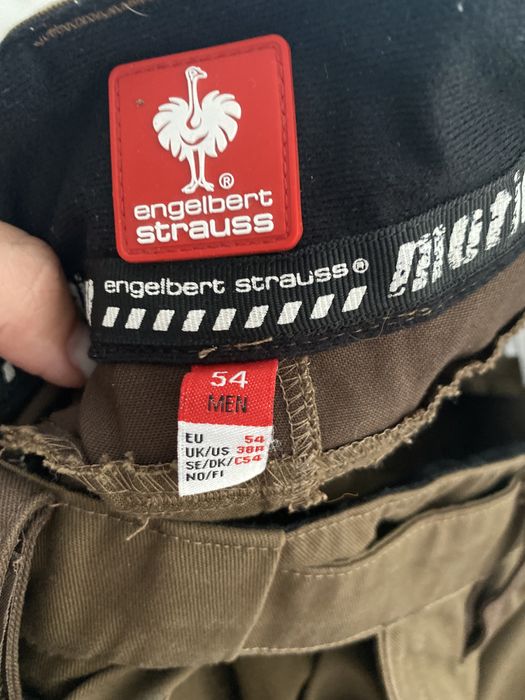 ®
engelbert
strauss
engelbert strauss®
54
MEN
EU 54
UK/US 38R
SE/DK/ C54
NO/FI